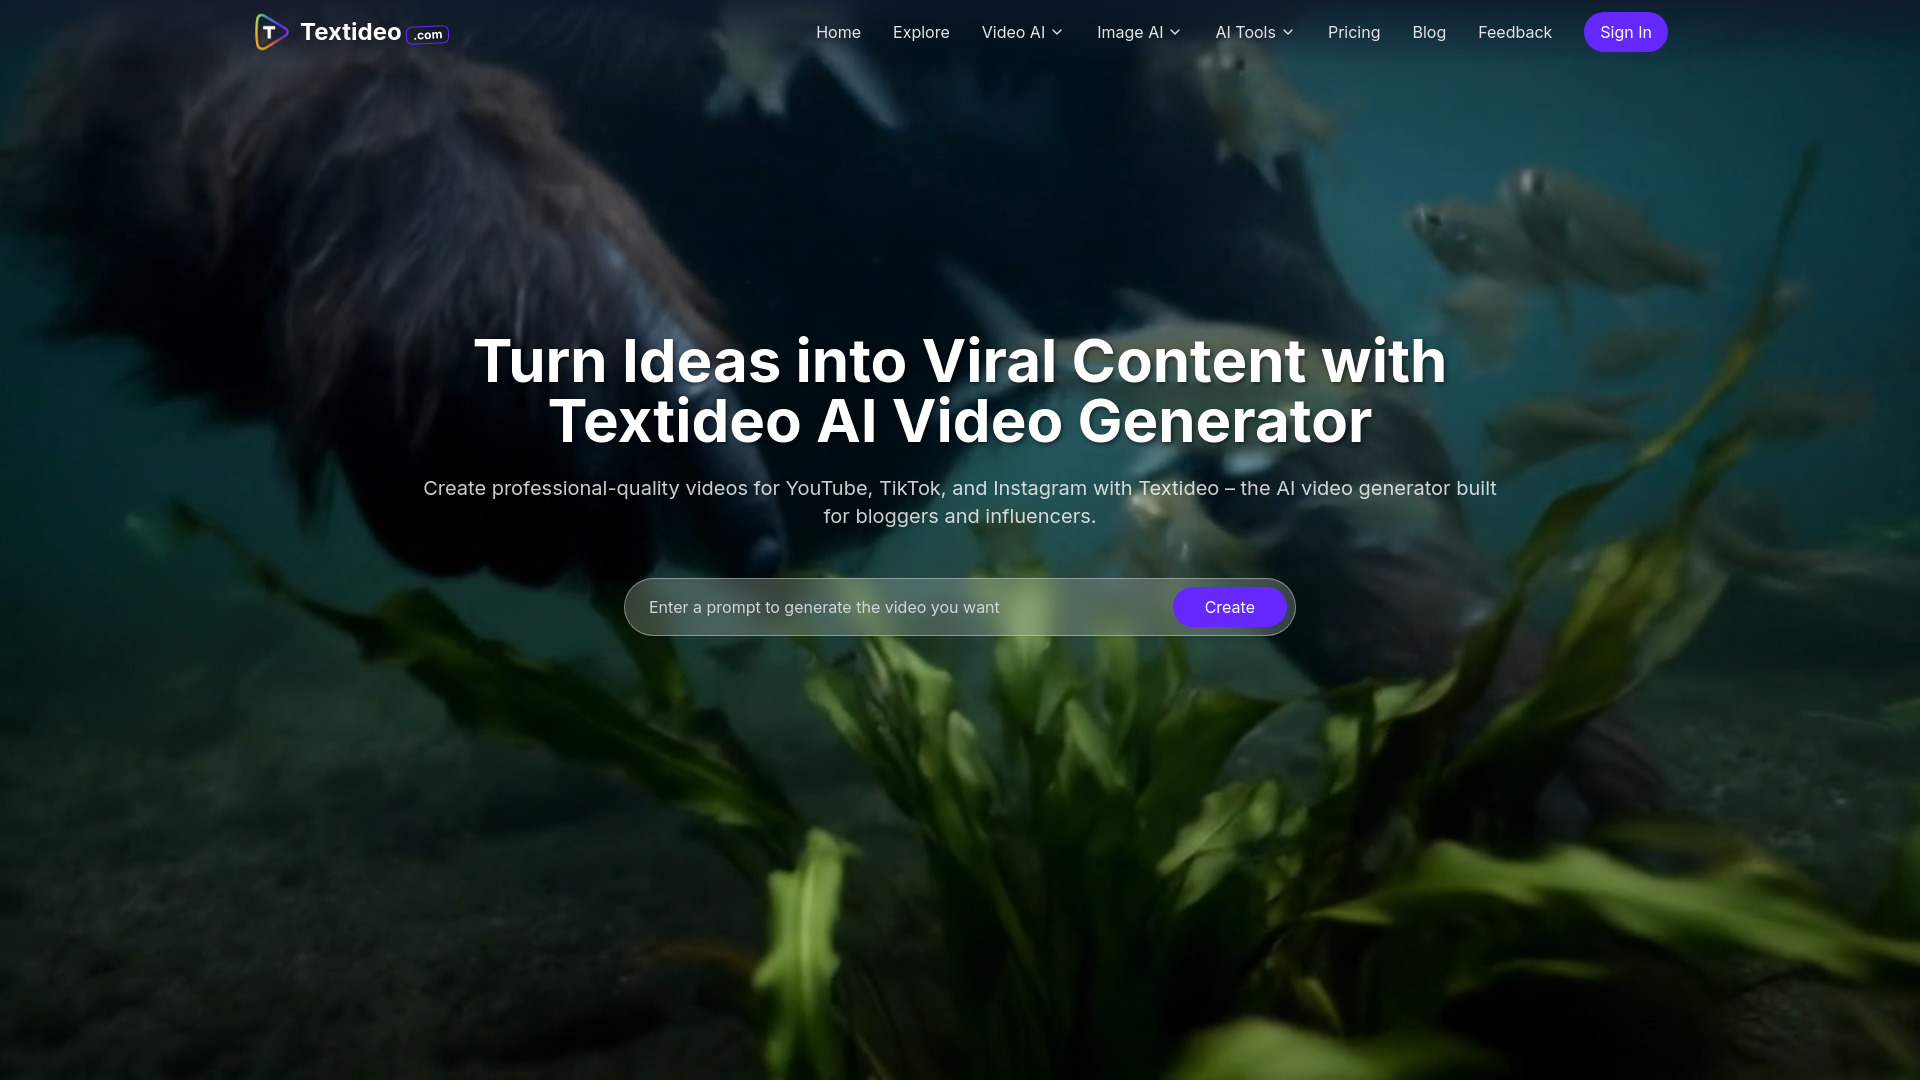 Textideo .com
Home Explore Video AI Image AI AI Tools Pricing Blog Feedback Sign In
Turn Ideas into Viral Content with
Textideo AI Video Generator
Create professional-quality videos for YouTube, TikTok, and Instagram with Textideo – the AI video generator built
for bloggers and influencers.
Enter a prompt to generate the video you want Create